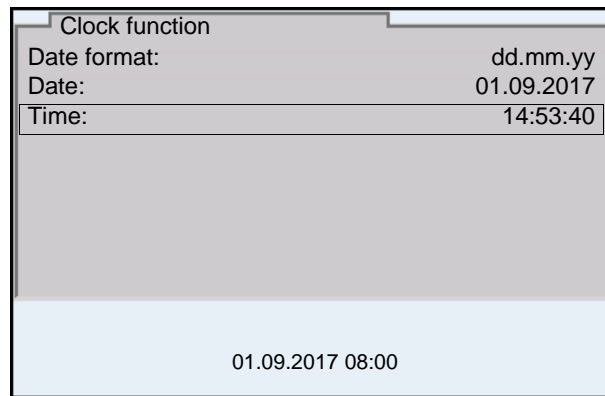 Clock function
Date format: dd.mm.yy
Date: 01.09.2017
Time: 14:53:40
01.09.2017 08:00